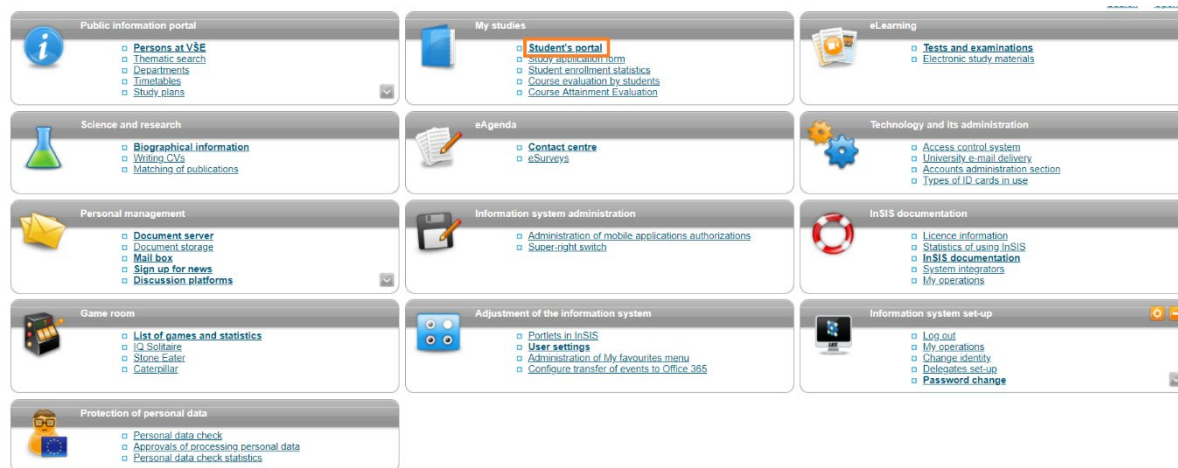 Public information portal
Persons at VŠE
Thematic search
Departments
Timetables
Study plans
My studies
Student's portal
Study application form
Student enrollment statistics
Course evaluation by students
Course Attainment Evaluation
eLearning
Tests and examinations
Electronic study materials
Science and research
Biographical information
Writing CVs
Matching of publications
eAgenda
Contact centre
eSurveys
Technology and its administration
Access control system
University e-mail delivery
Accounts administration section
Types of ID cards in use
Personal management
Document server
Document storage
Mail box
Sign up for news
Discussion platforms
Information system administration
Administration of mobile applications authorizations
Super-right switch
InSIS documentation
Licence information
Statistics of using InSIS
InSIS documentation
System integrators
My operations
Game room
List of games and statistics
IQ Solitaire
Stone Eater
Caterpillar
Adjustment of the information system
Portlets in InSIS
User settings
Administration of My favourites menu
Configure transfer of events to Office 365
Information system set-up
Log out
My operations
Change identity
Delegates set-up
Password change
Protection of personal data
Personal data check
Approvals of processing personal data
Personal data check statistics